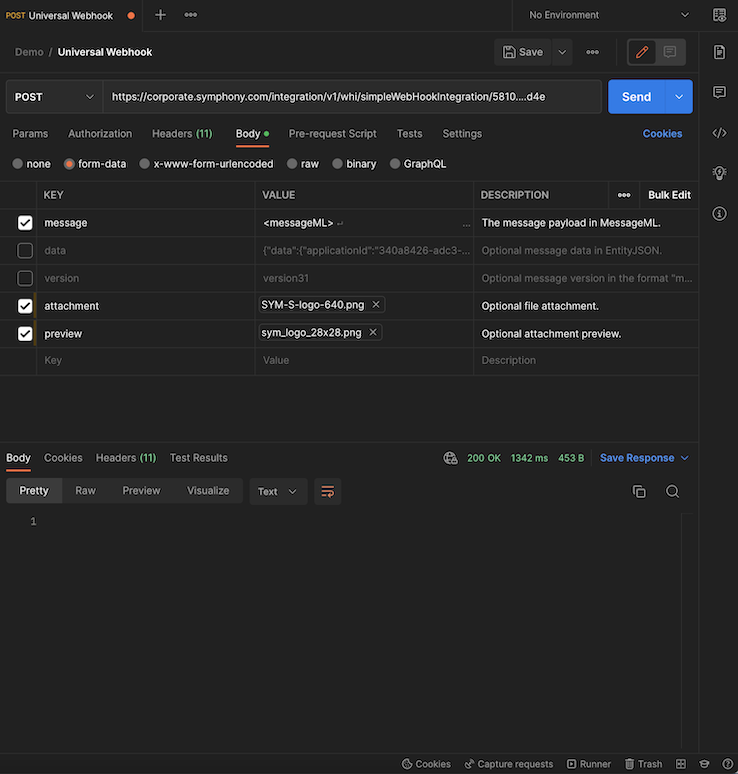 POST Universal Webhook
No Environment
Demo / Universal Webhook
Save
POST https://corporate.symphony.com/integration/v1/whi/simpleWebHookIntegration/5810....d4e Send
Params Authorization Headers (11) Body Pre-request Script Tests Settings Cookies
none form-data x-www-form-urlencoded raw binary GraphQL
KEY VALUE DESCRIPTION Bulk Edit
message <messageML> ↵ ... The message payload in MessageML.
data {"data":{"applicationId":"340a8426-adc3-... Optional message data in EntityJSON.
version version31 Optional message version in the format "m...
attachment SYM-S-logo-640.png Optional file attachment.
preview sym_logo_28x28.png Optional attachment preview.
Key Value Description
Body Cookies Headers (11) Test Results 200 OK 1342 ms 453 B Save Response
Pretty Raw Preview Visualize Text
1
Cookies Capture requests Runner Trash